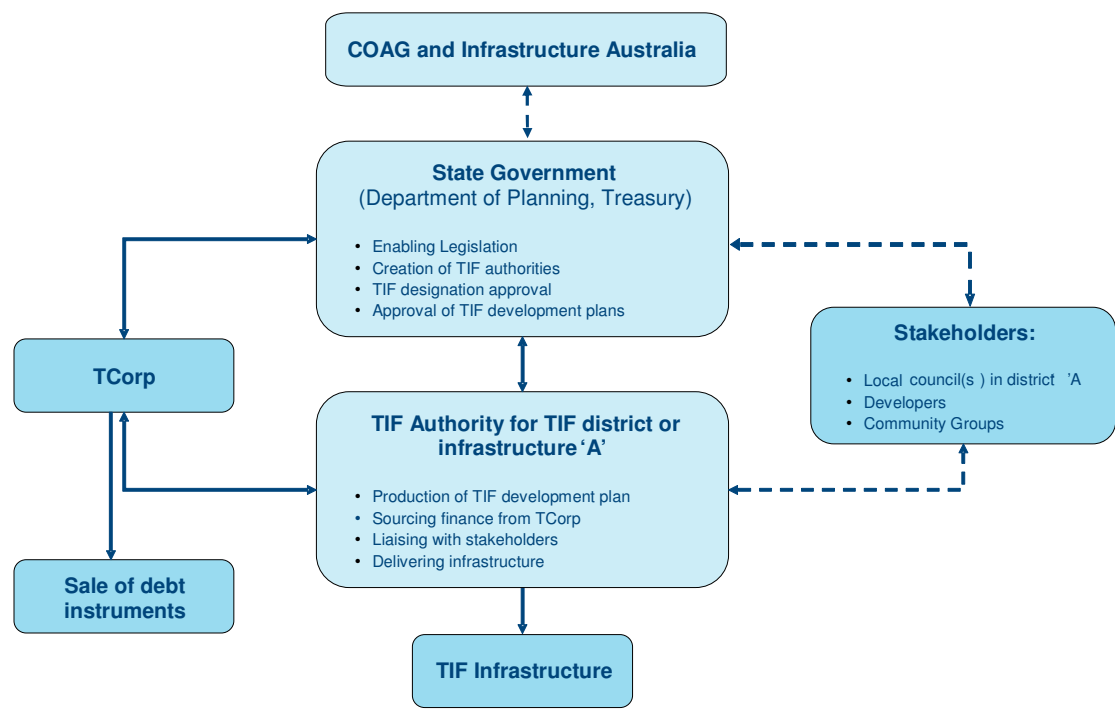 COAG and Infrastructure Australia
State Government
(Department of Planning, Treasury)
• Enabling Legislation
• Creation of TIF authorities
• TIF designation approval
• Approval of TIF development plans
TCorp
Stakeholders:
• Local council(s ) in district 'A
• Developers
• Community Groups
TIF Authority for TIF district or
infrastructure ‘A’
• Production of TIF development plan
• Sourcing finance from TCorp
• Liaising with stakeholders
• Delivering infrastructure
Sale of debt
instruments
TIF Infrastructure